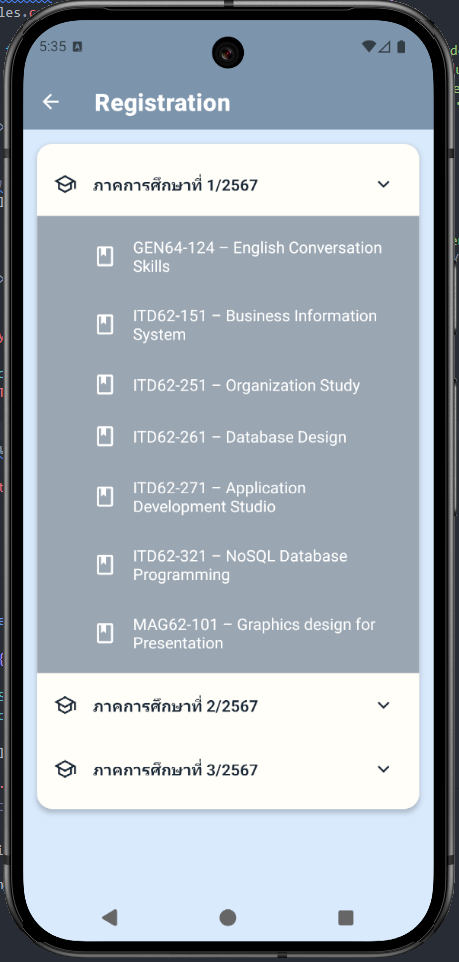 5:35
Registration
ภาคการศึกษาที่ 1/2567
GEN64-124 – English Conversation
Skills
ITD62-151 – Business Information
System
ITD62-251 – Organization Study
ITD62-261 – Database Design
ITD62-271 – Application
Development Studio
ITD62-321 – NoSQL Database
Programming
MAG62-101 – Graphics design for
Presentation
ภาคการศึกษาที่ 2/2567
ภาคการศึกษาที่ 3/2567